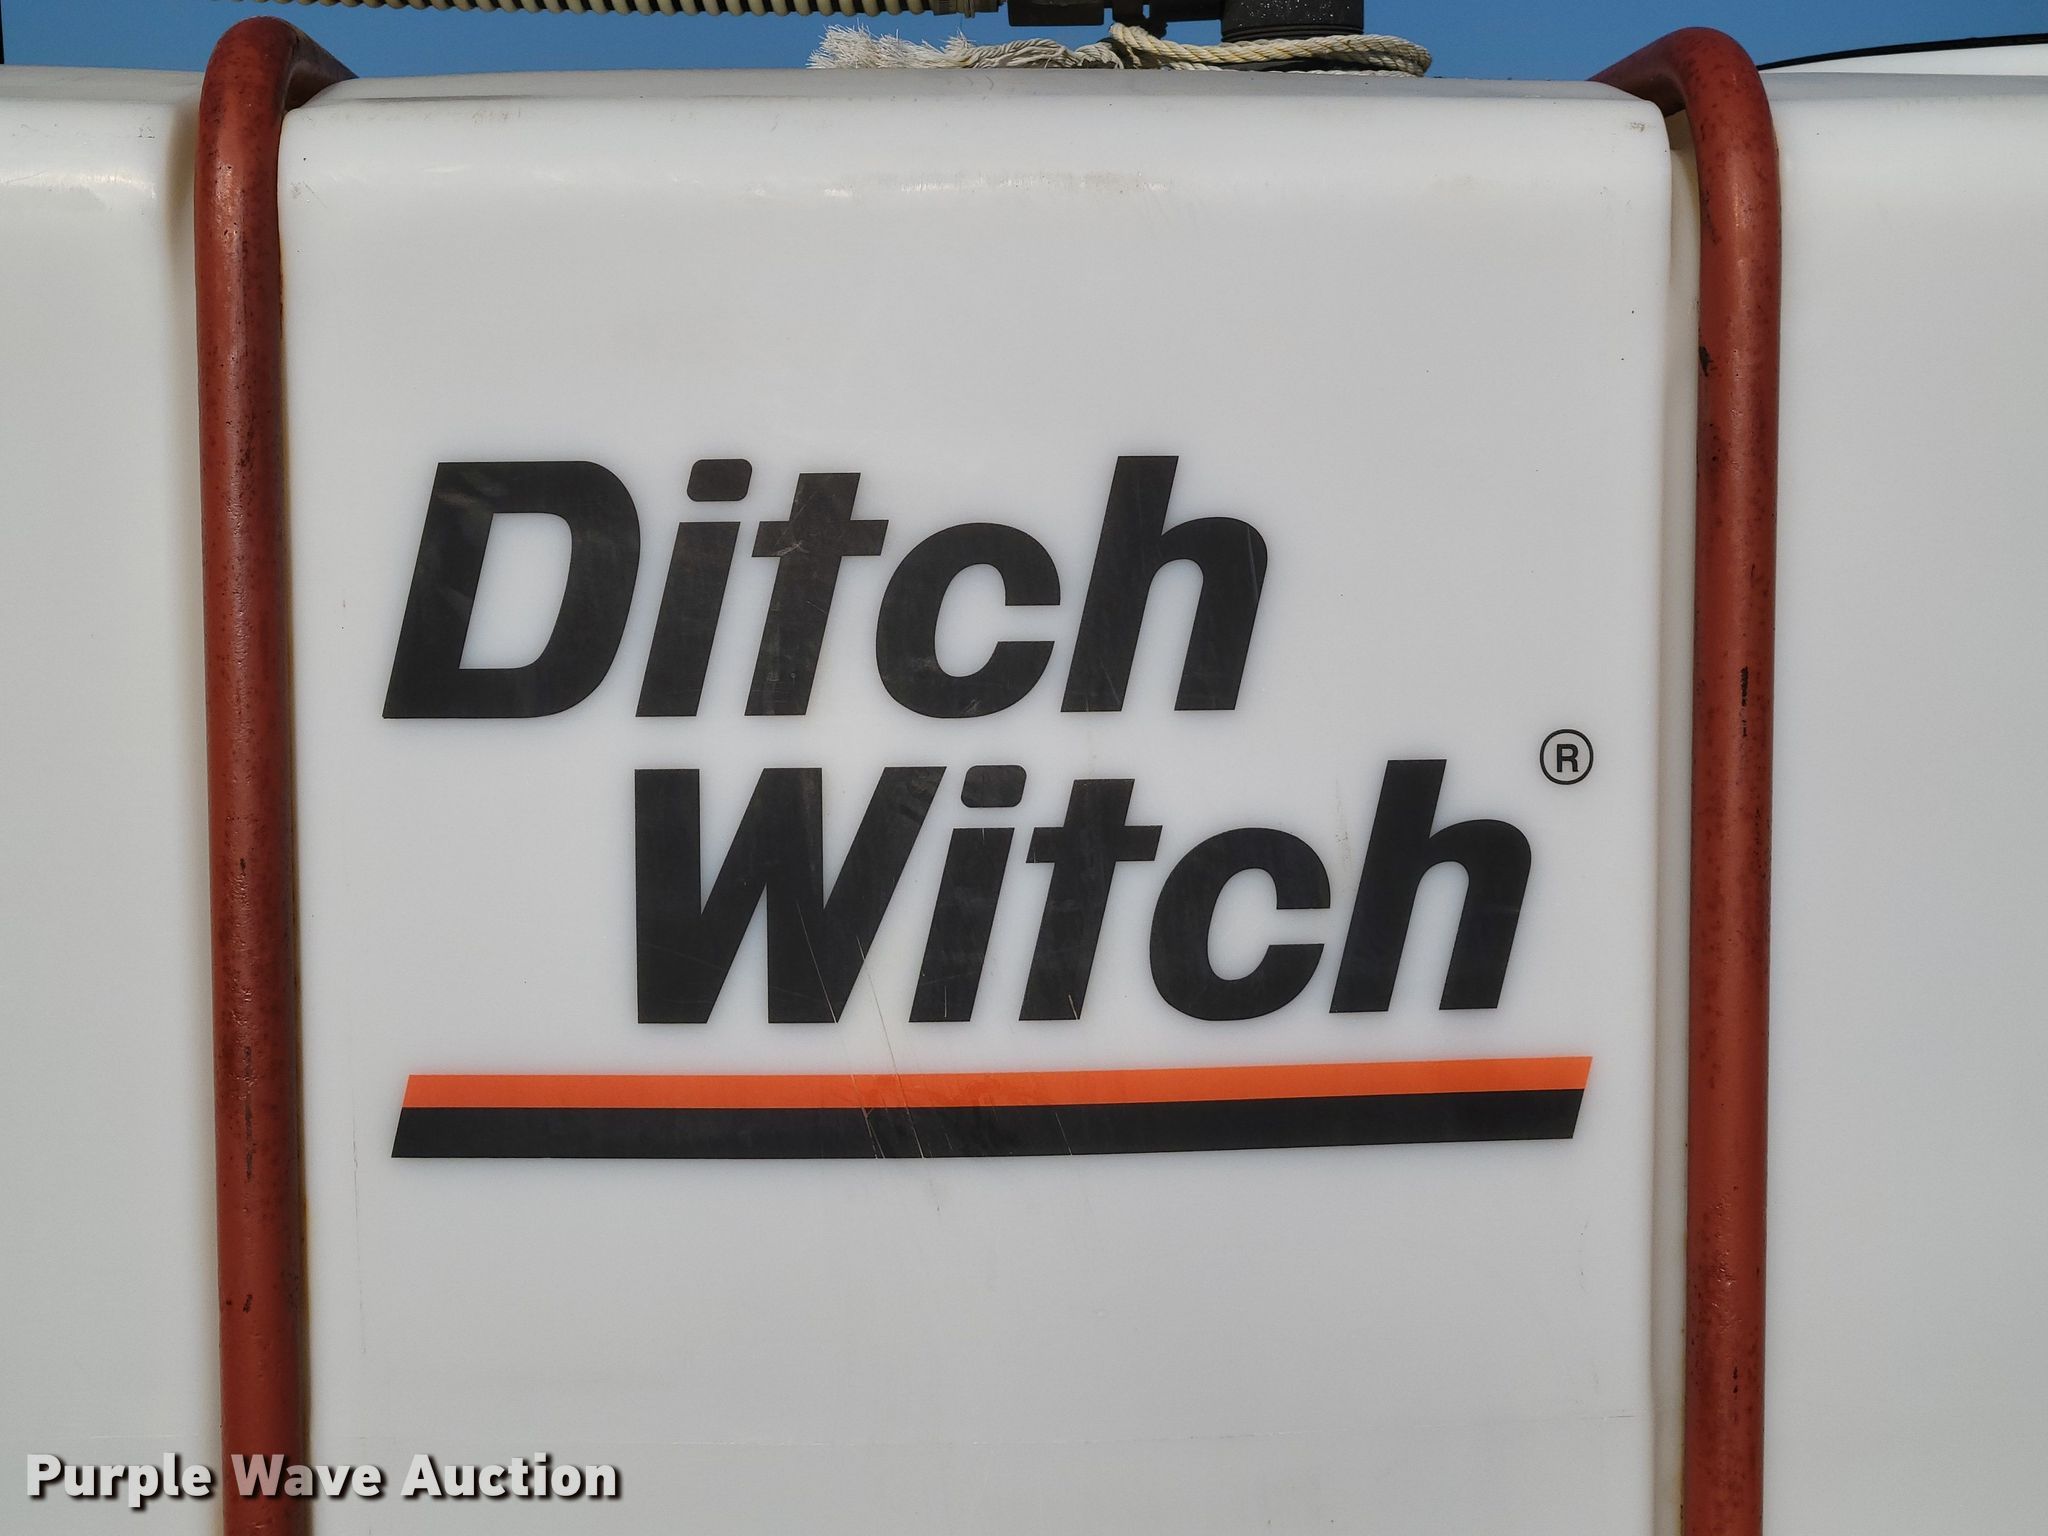 Ditch
Witch®
Purple Wave Auction